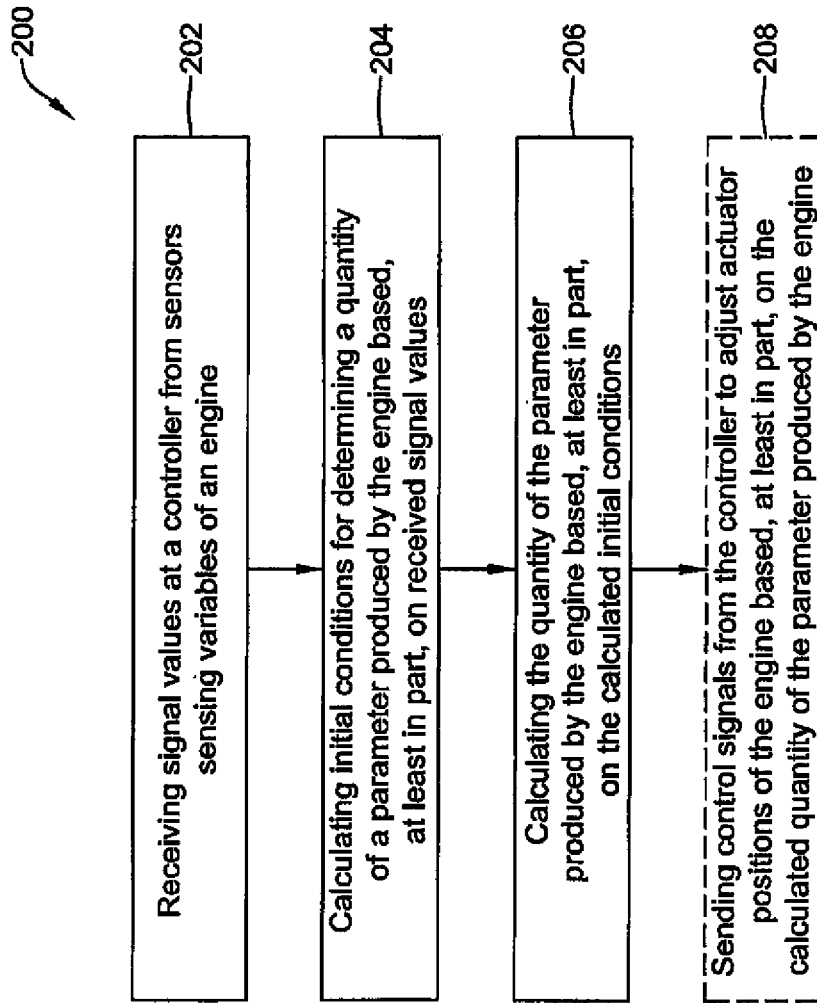 200
Receiving signal values at a controller from sensors
sensing variables of an engine
202
Calculating initial conditions for determining a quantity
of a parameter produced by the engine based,
at least in part, on received signal values
204
Calculating the quantity of the parameter
produced by the engine based, at least in part,
on the calculated initial conditions
206
Sending control signals from the controller to adjust actuator
positions of the engine based, at least in part, on the
calculated quantity of the parameter produced by the engine
208